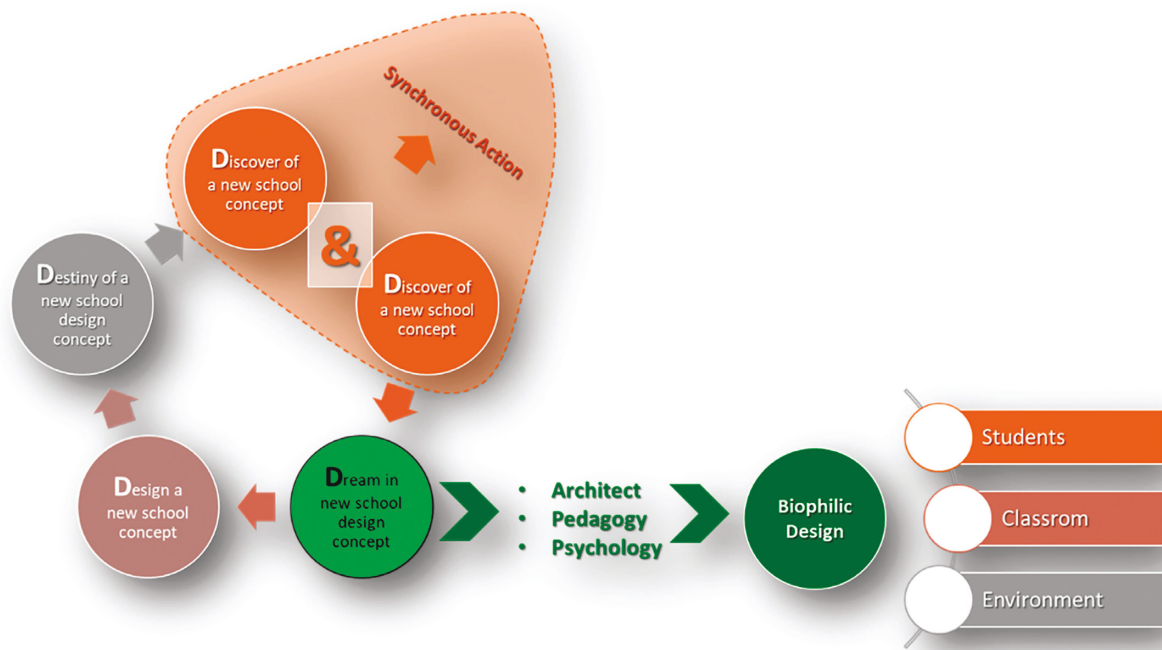 Synchronous Action
Discover of
a new school
concept
&
Discover of
a new school
concept
Destiny of a
new school
design
concept
Design a
new school
concept
Dream in
new school
design
concept
• Architect
• Pedagogy
• Psychology
Biophilic
Design
Students
Classrom
Environment